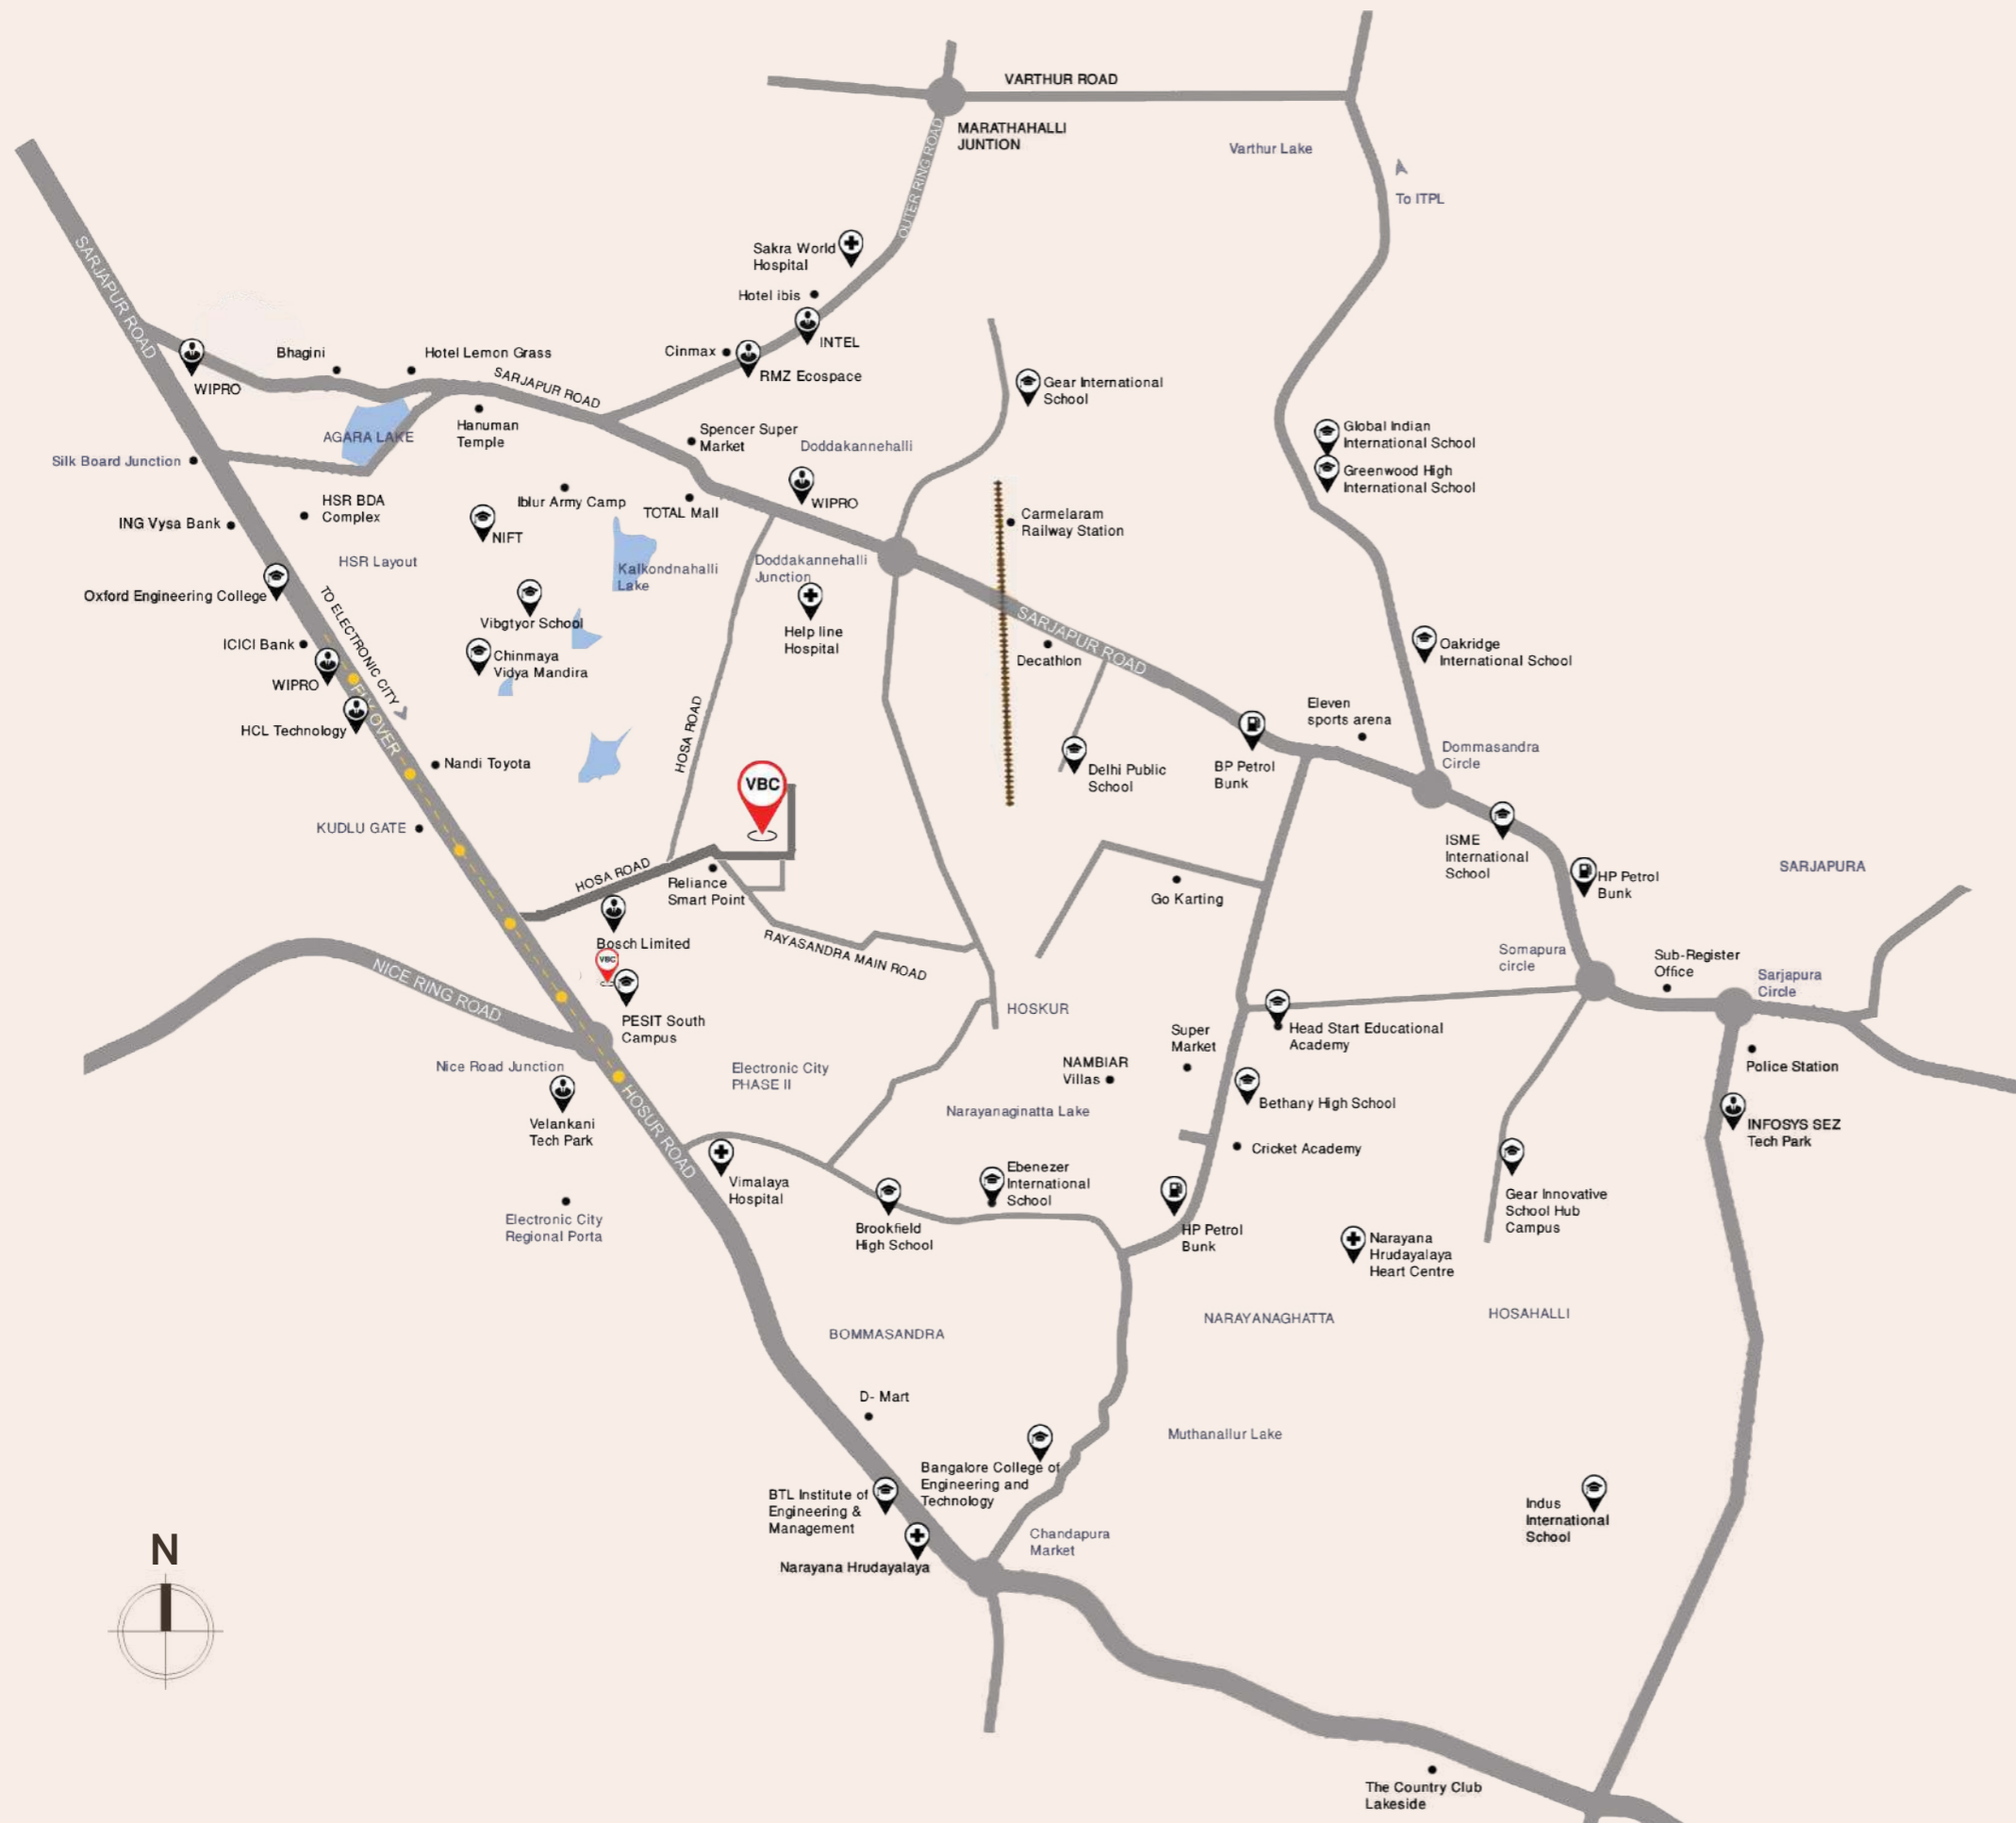 VARTHUR ROAD
MARATHAHALLI
JUNTION
Varthur Lake
To ITPL
OUTER RING ROAD
SARJAPUR ROAD
Sakra World
Hospital
Hotel ibis
INTEL
Cinmax
RMZ Ecospace
WIPRO
Bhagini
Hotel Lemon Grass
SARJAPUR ROAD
Gear International
School
AGARA LAKE
Hanuman
Temple
Spencer Super
Market
Doddakannehalli
Global Indian
International School
Greenwood High
International School
Silk Board Junction
HSR BDA
Complex
ING Vysa Bank
Iblur Army Camp
NIFT
TOTAL Mall
WIPRO
Carmelaram
Railway Station
HSR Layout
Kalkondnahalli
Lake
Doddakannehalli
Junction
Oxford Engineering College
TO ELECTRONIC CITY
Vibgtyor School
Help line
Hospital
SARJAPUR ROAD
Decathlon
Oakridge
International School
ICICI Bank
WIPRO
Chinmaya
Vidya Mandira
HCL Technology
FLY OVER
HOSA ROAD
Nandi Toyota
VBC
Delhi Public
School
BP Petrol
Bunk
Eleven
sports arena
Dommasandra
Circle
KUDLU GATE
ISME
International
School
HP Petrol
Bunk
SARJAPURA
HOSA ROAD
Reliance
Smart Point
Go Karting
Bosch Limited
VBC
RAYASANDRA MAIN ROAD
NICE RING ROAD
PESIT South
Campus
HOSKUR
Somapura
circle
Sub-Register
Office
Sarjapura
Circle
Super
Market
Head Start Educational
Academy
Nice Road Junction
Electronic City
PHASE II
NAMBIAR
Villas
Police Station
Velankani
Tech Park
HOSUR ROAD
Narayanaginatta Lake
Bethany High School
INFOSYS SEZ
Tech Park
Cricket Academy
Vimalaya
Hospital
Ebenezer
International
School
Electronic City
Regional Porta
Brookfield
High School
HP Petrol
Bunk
Gear Innovative
School Hub
Campus
Narayana
Hrudayalaya
Heart Centre
NARAYANAGHATTA
HOSAHALLI
BOMMASANDRA
D- Mart
Muthanallur Lake
Bangalore College of
Engineering and
Technology
BTL Institute of
Engineering &
Management
Indus
International
School
Narayana Hrudayalaya
Chandapura
Market
N
The Country Club
Lakeside